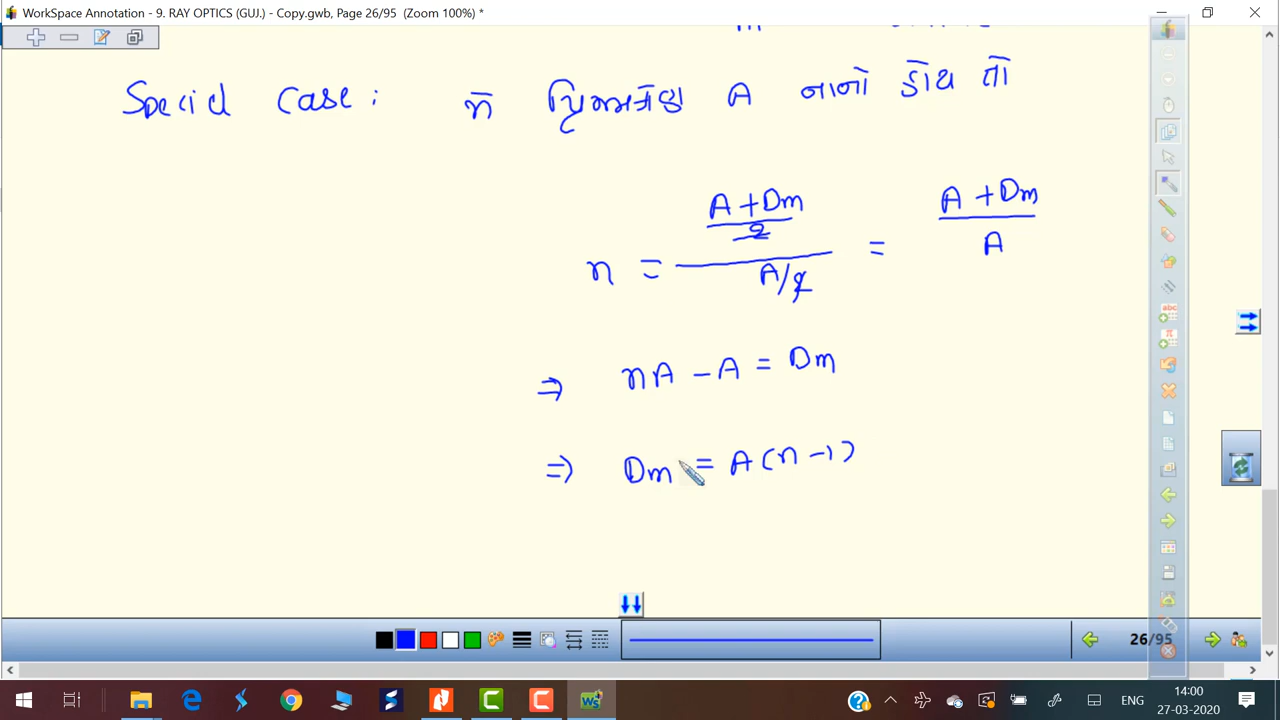 WorkSpace Annotation - 9. RAY OPTICS (GUJ.) - Copy.gwb, Page 26/95 (Zoom 100%) *
Special Case : જો પ્રિઝમકોણ A નાનો હોય તો
n = ((A + Dm)/2)/(A/2) = (A + Dm)/A
⇒ nA - A = Dm
⇒ Dm = A(n-1)
abc
π
26/95
ENG
14:00
27-03-2020